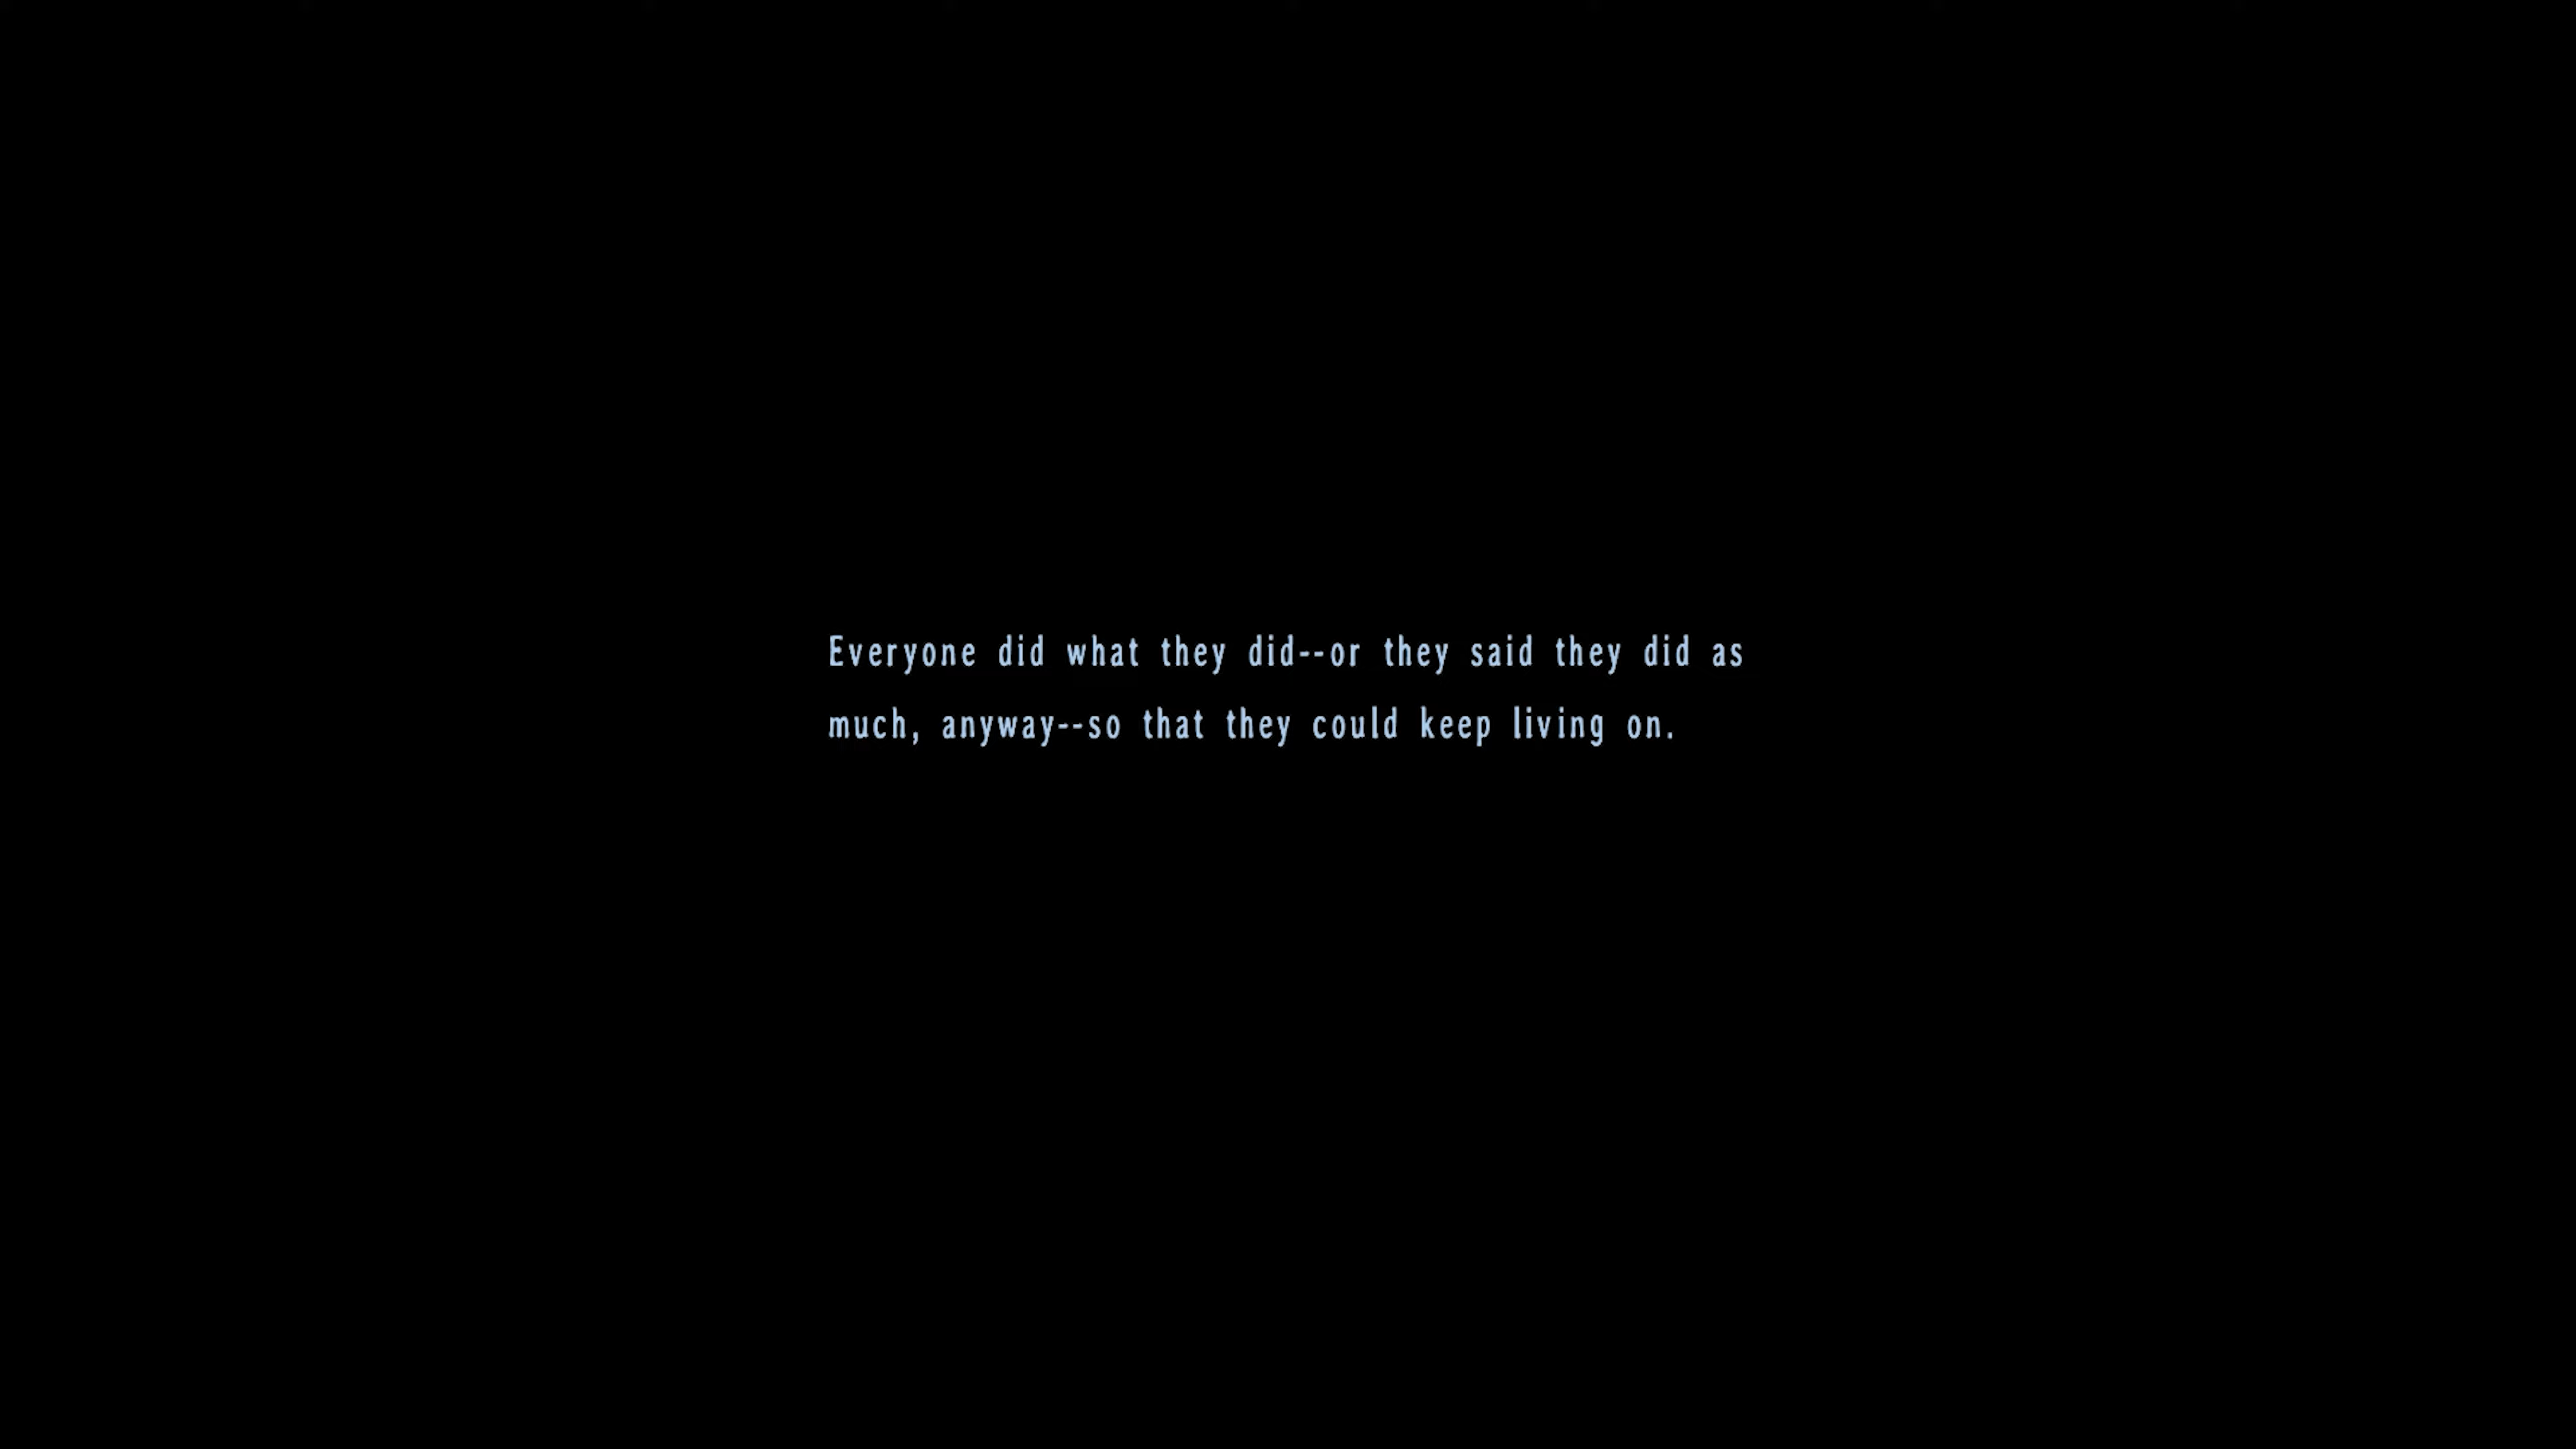 Everyone did what they did--or they said they did as
much, anyway--so that they could keep living on.